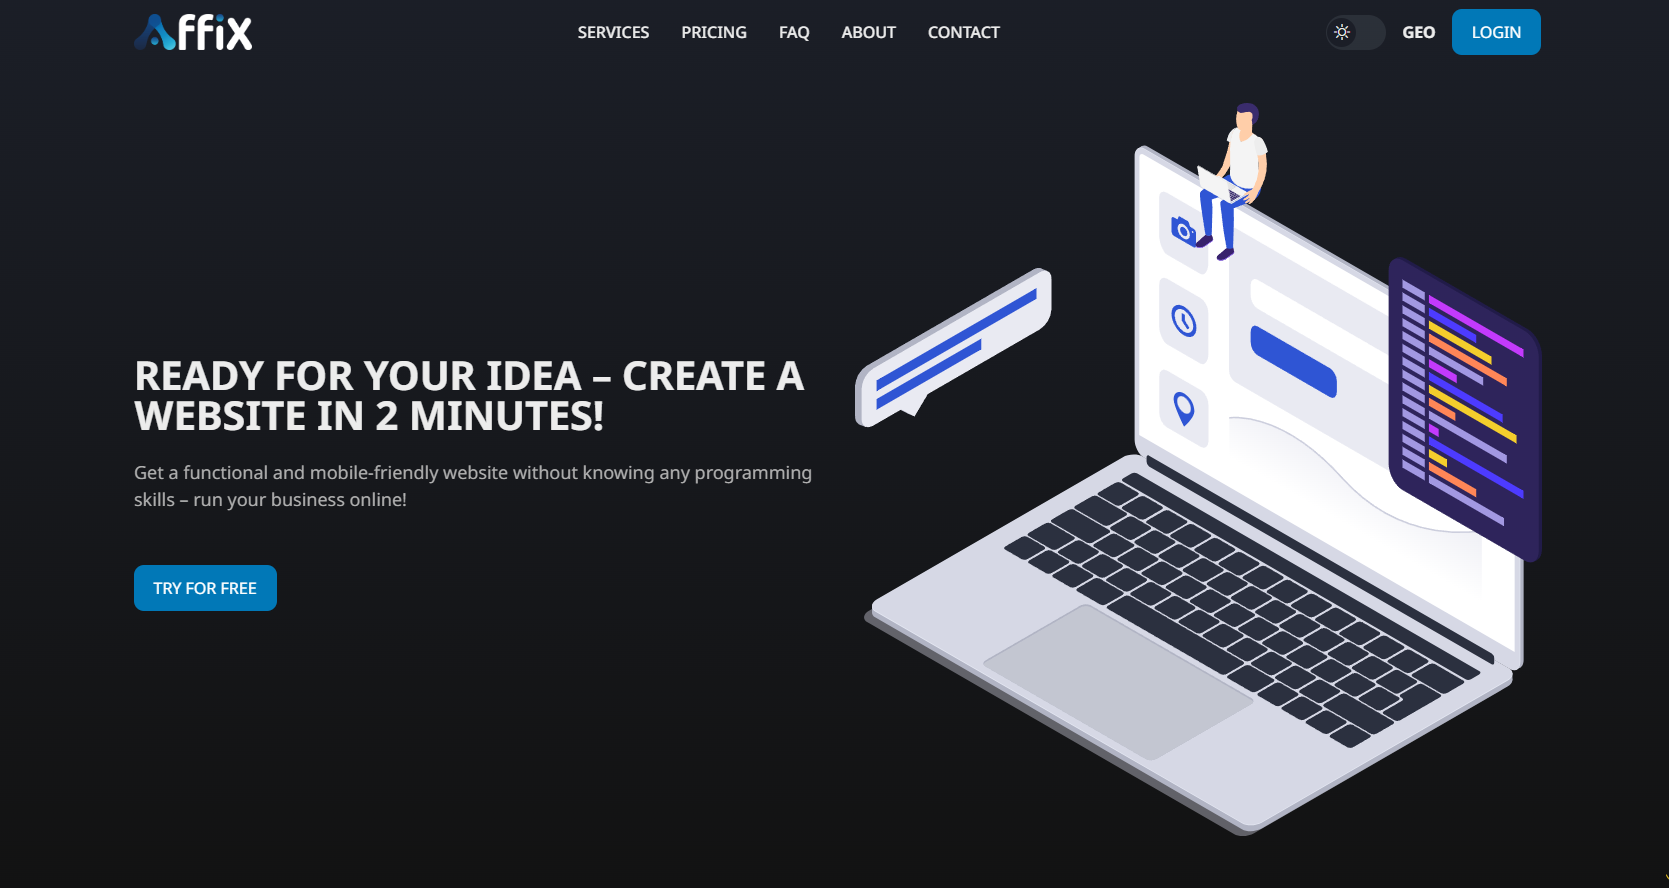 Affix
SERVICES
PRICING
FAQ
ABOUT
CONTACT
GEO
LOGIN
READY FOR YOUR IDEA – CREATE A
WEBSITE IN 2 MINUTES!
Get a functional and mobile-friendly website without knowing any programming
skills – run your business online!
TRY FOR FREE